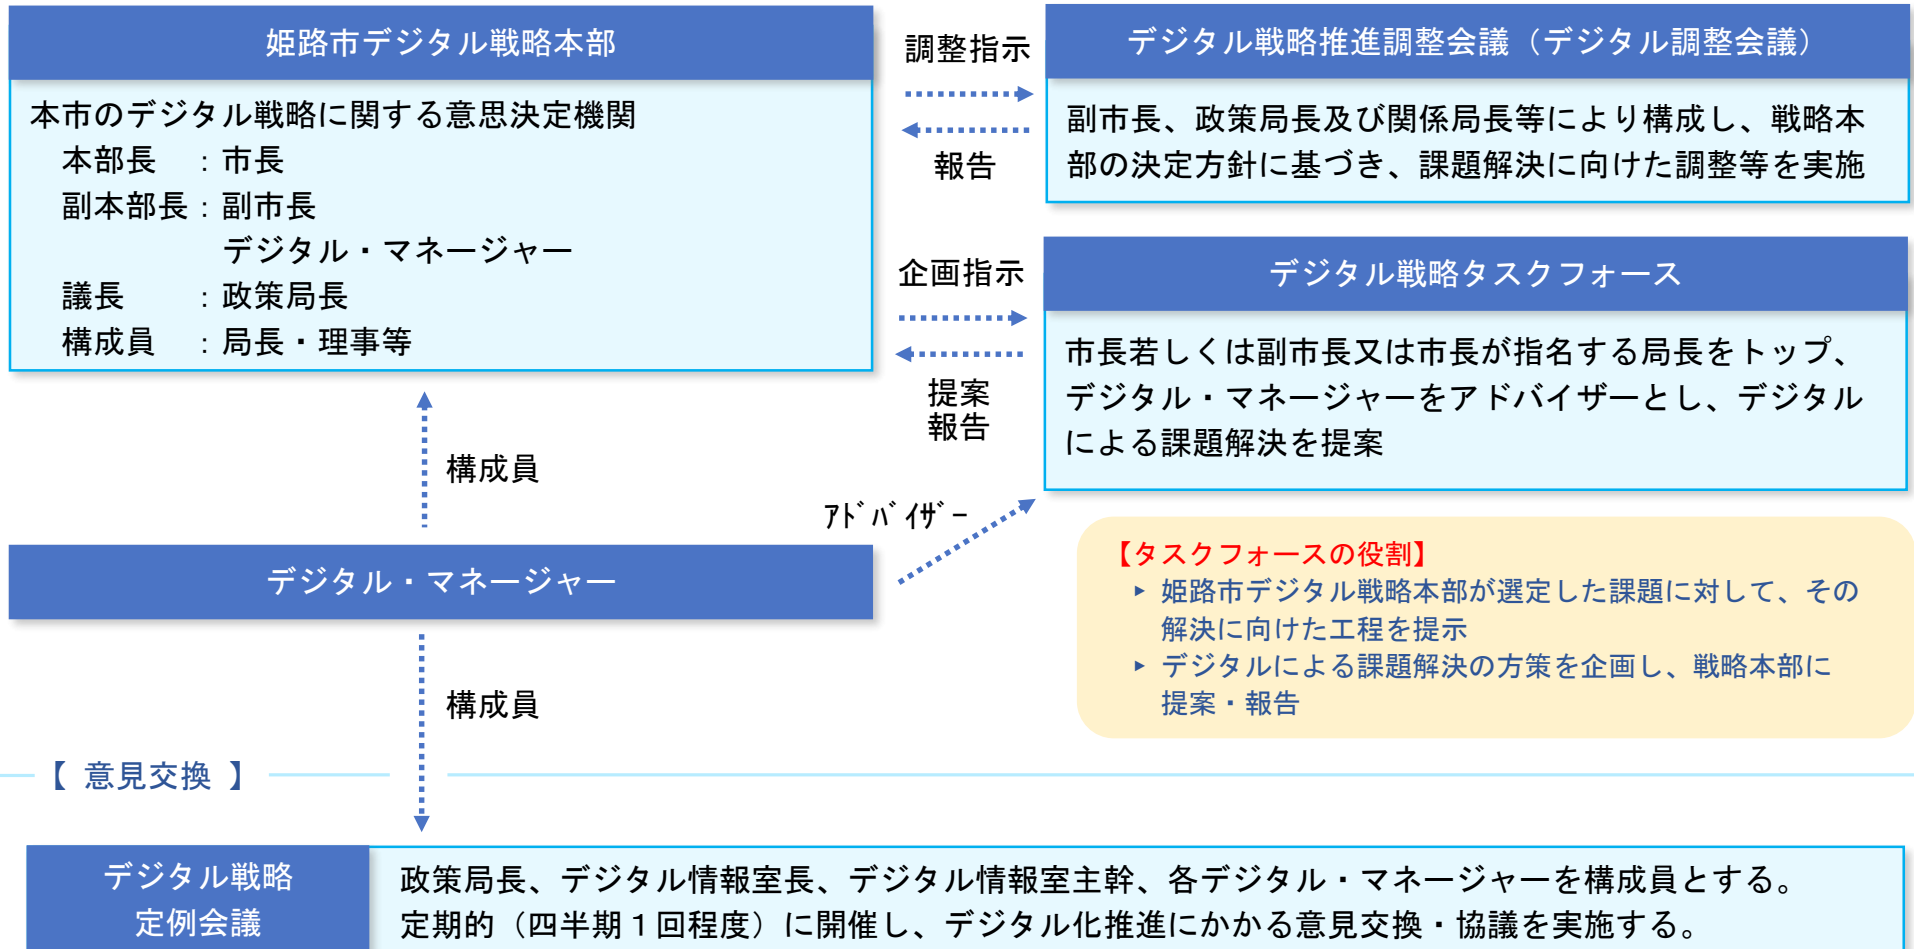 姫路市デジタル戦略本部
本市のデジタル戦略に関する意思決定機関
本部長　：市長
副本部長：副市長
デジタル・マネージャー
議長　　：政策局長
構成員　：局長・理事等
調整指示
報告
デジタル戦略推進調整会議（デジタル調整会議）
副市長、政策局長及び関係局長等により構成し、戦略本
部の決定方針に基づき、課題解決に向けた調整等を実施
企画指示
提案
報告
デジタル戦略タスクフォース
市長若しくは副市長又は市長が指名する局長をトップ、
デジタル・マネージャーをアドバイザーとし、デジタル
による課題解決を提案
構成員
ｱﾄﾞﾊﾞｲｻﾞｰ
デジタル・マネージャー
【タスクフォースの役割】
▸ 姫路市デジタル戦略本部が選定した課題に対して、その
解決に向けた工程を提示
▸ デジタルによる課題解決の方策を企画し、戦略本部に
提案・報告
構成員
【 意見交換 】
デジタル戦略
定例会議
政策局長、デジタル情報室長、デジタル情報室主幹、各デジタル・マネージャーを構成員とする。
定期的（四半期１回程度）に開催し、デジタル化推進にかかる意見交換・協議を実施する。